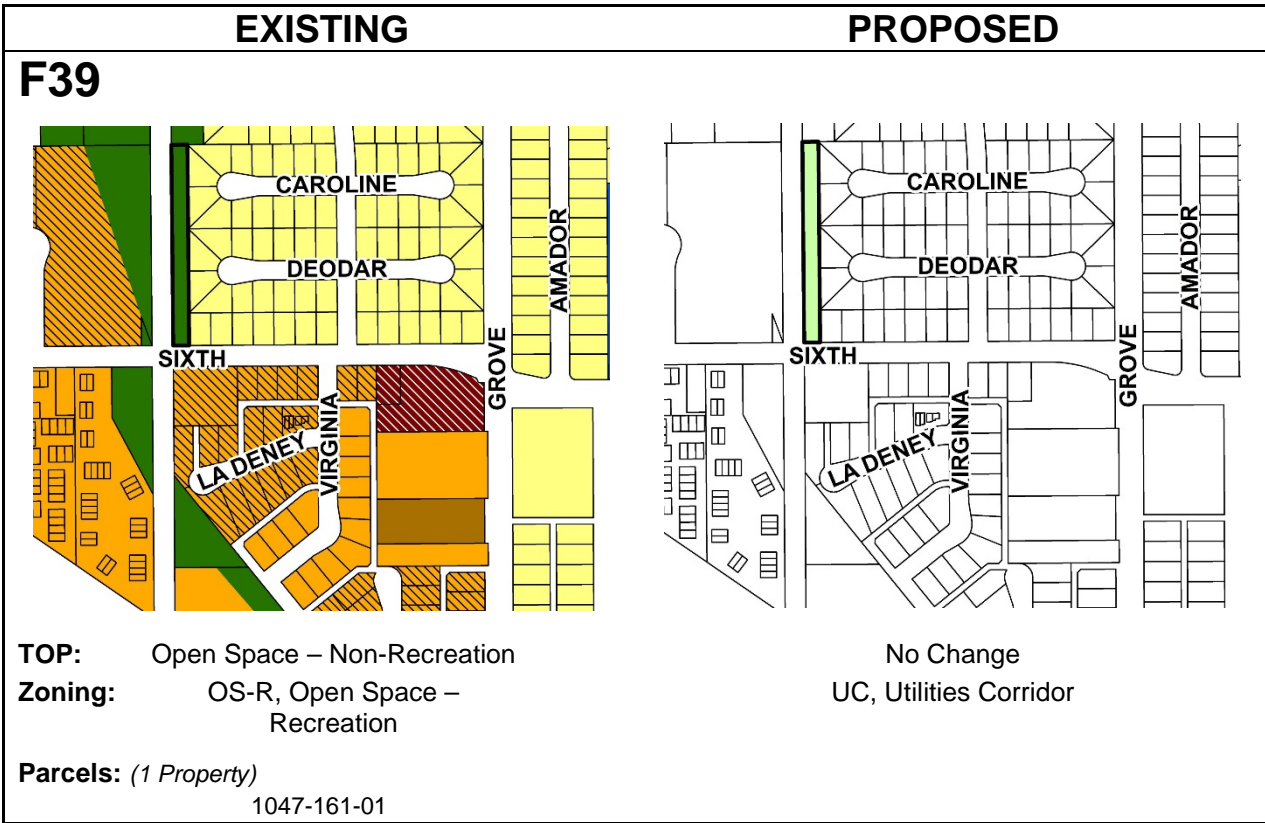 EXISTING PROPOSED
F39
CAROLINE
DEODAR
AMADOR
SIXTH
GROVE
VIRGINIA
LA DENEY
CAROLINE
DEODAR
AMADOR
SIXTH
GROVE
VIRGINIA
LA DENEY
TOP: Open Space – Non-Recreation No Change
Zoning: OS-R, Open Space – UC, Utilities Corridor
Recreation
Parcels: (1 Property)
1047-161-01